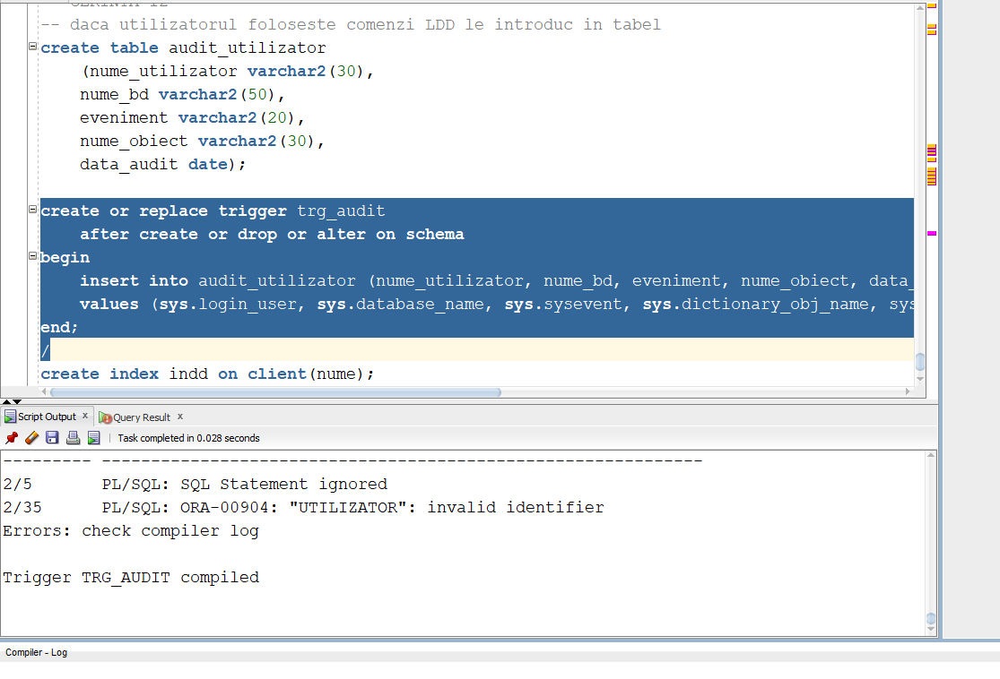 -- daca utilizatorul foloseste comenzi LDD le introduc in tabel
create table audit_utilizator
(nume_utilizator varchar2(30),
nume_bd varchar2(50),
eveniment varchar2(20),
nume_obiect varchar2(30),
data_audit date);
create or replace trigger trg_audit
after create or drop or alter on schema
begin
insert into audit_utilizator (nume_utilizator, nume_bd, eveniment, nume_obiect, data_
values (sys.login_user, sys.database_name, sys.sysevent, sys.dictionary_obj_name, sys
end;
/
create index indd on client(nume);
Script Output x Query Result x
Task completed in 0.028 seconds
--------- -------------------------------------------------------------
2/5 PL/SQL: SQL Statement ignored
2/35 PL/SQL: ORA-00904: "UTILIZATOR": invalid identifier
Errors: check compiler log
Trigger TRG_AUDIT compiled
Compiler - Log